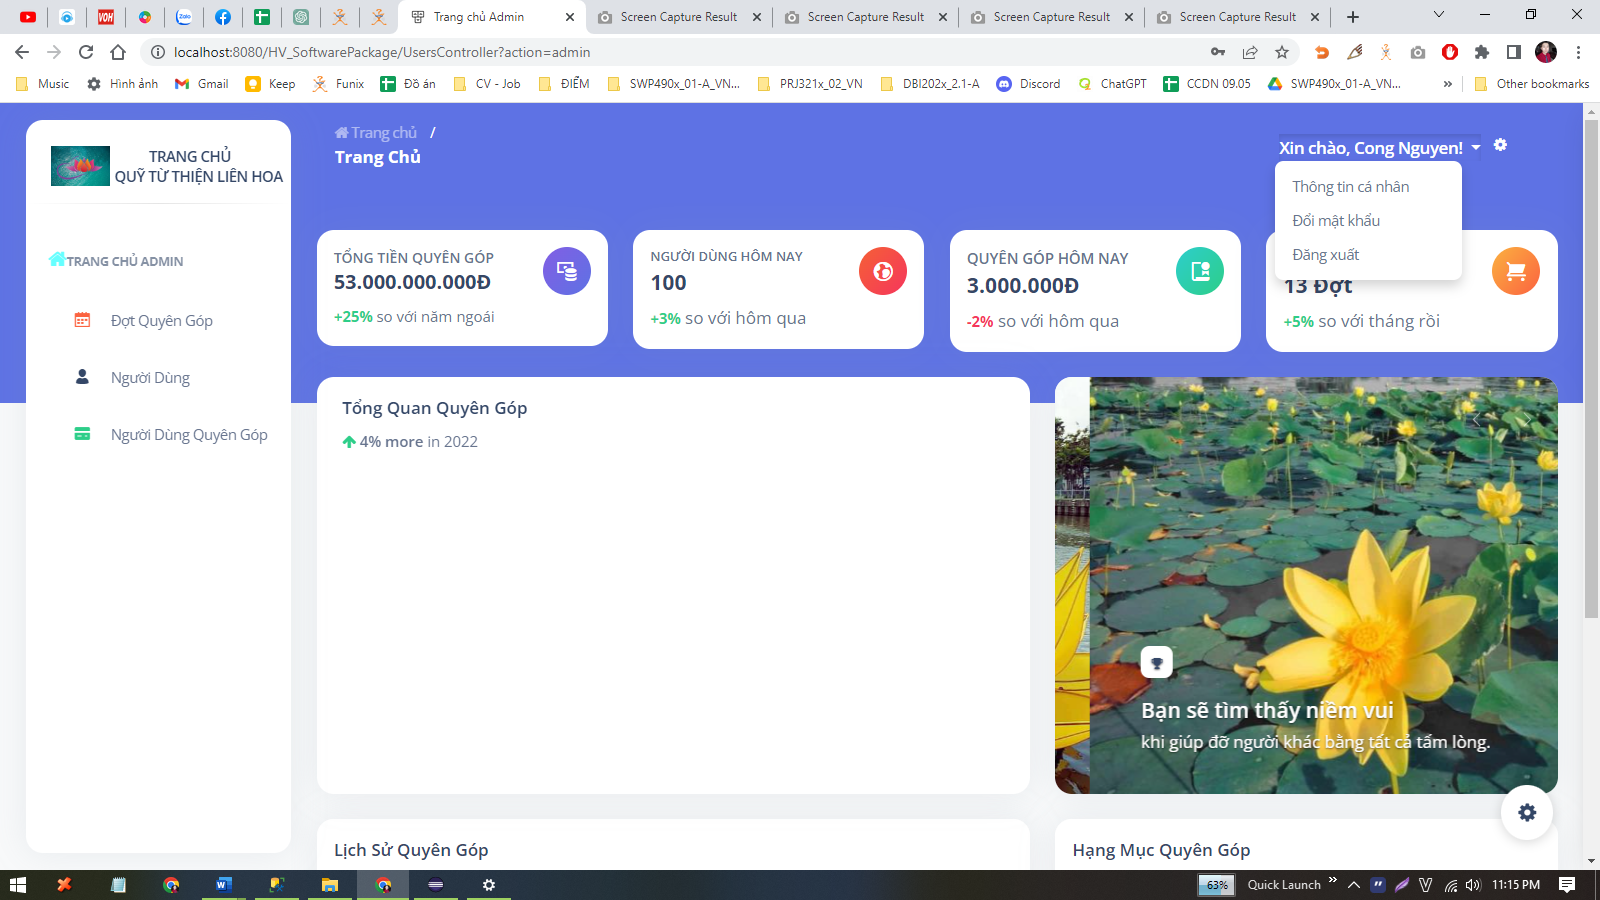 Trang chủ Admin
Screen Capture Result
Screen Capture Result
Screen Capture Result
Screen Capture Result
localhost:8080/HV_SoftwarePackage/UsersController?action=admin
Music
Hình ảnh
Gmail
Keep
Funix
Đồ án
CV - Job
ĐIỂM
SWP490x_01-A_VN...
PRJ321x_02_VN
DBI202x_2.1-A
Discord
ChatGPT
CCDN 09.05
SWP491x_01-A_VN...
Other bookmarks
TRANG CHỦ
QUỸ TỪ THIỆN LIÊN HOA
TRANG CHỦ ADMIN
Đợt Quyên Góp
Người Dùng
Người Dùng Quyên Góp
Trang chủ /
Trang Chủ
Xin chào, Cong Nguyen!
Thông tin cá nhân
Đổi mật khẩu
Đăng xuất
TỔNG TIỀN QUYÊN GÓP
53.000.000.000Đ
+25% so với năm ngoái
NGƯỜI DÙNG HÔM NAY
100
+3% so với hôm qua
QUYÊN GÓP HÔM NAY
3.000.000Đ
-2% so với hôm qua
13 Đợt
+5% so với tháng rồi
Tổng Quan Quyên Góp
4% more in 2022
Bạn sẽ tìm thấy niềm vui
khi giúp đỡ người khác bằng tất cả tấm lòng.
Lịch Sử Quyên Góp
Hạng Mục Quyên Góp
63%
Quick Launch
11:15 PM